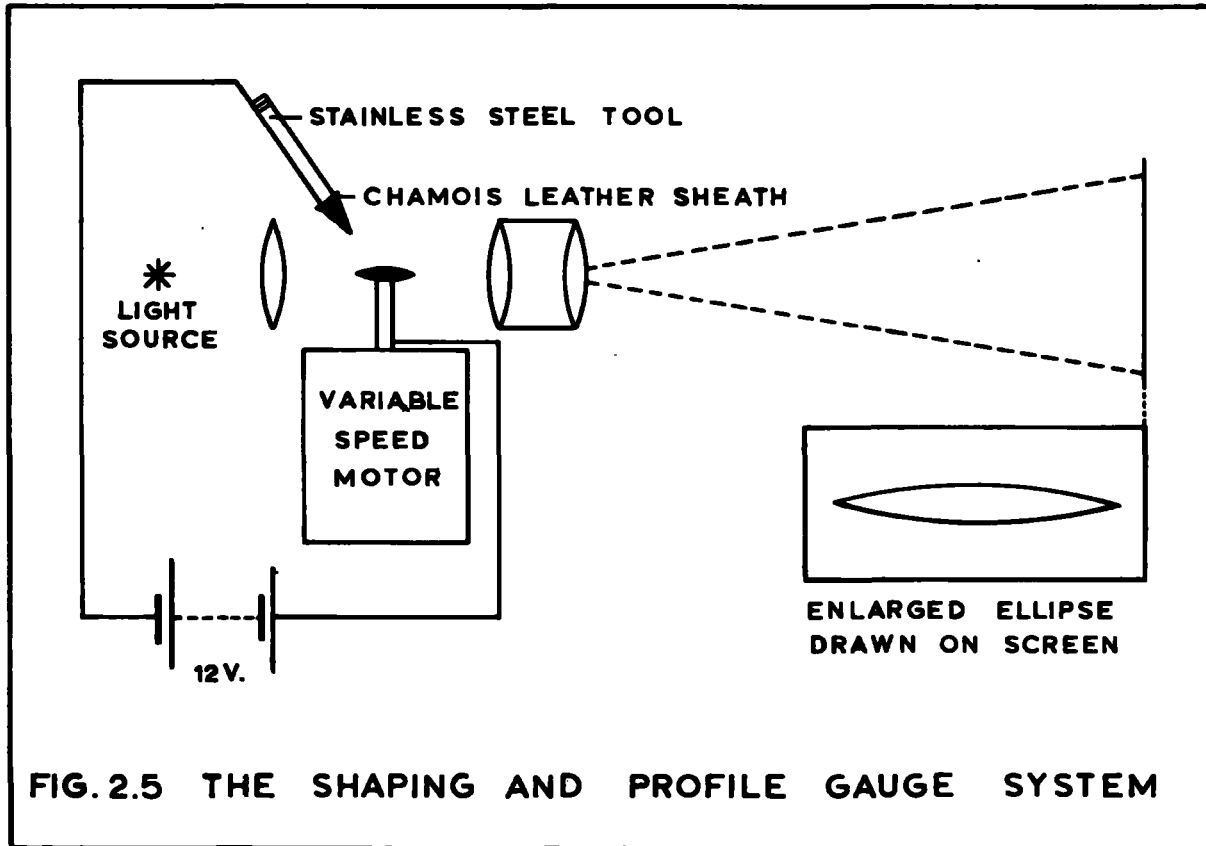 STAINLESS STEEL TOOL
CHAMOIS LEATHER SHEATH
LIGHT
SOURCE
VARIABLE
SPEED
MOTOR
12V.
ENLARGED ELLIPSE
DRAWN ON SCREEN
FIG. 2.5 THE SHAPING AND PROFILE GAUGE SYSTEM